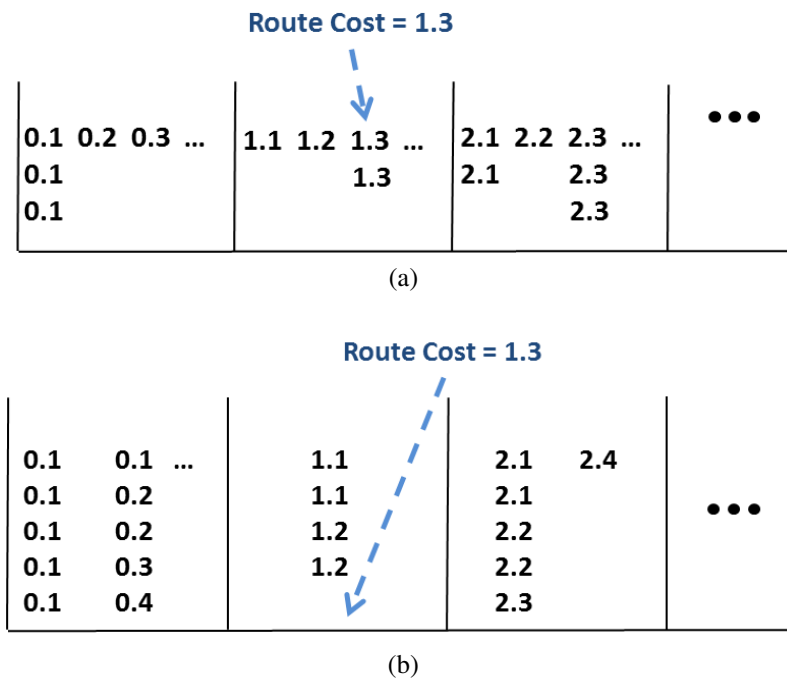 Route Cost = 1.3
0.1 0.2 0.3 ... 1.1 1.2 1.3 ... 2.1 2.2 2.3 ... •••
0.1 1.3 2.1 2.3
0.1 2.3
(a)
Route Cost = 1.3
0.1 0.1 ... 1.1 2.1 2.4
0.1 0.2 1.1 2.1
0.1 0.2 1.2 2.2 •••
0.1 0.3 1.2 2.2
0.1 0.4 2.3
(b)